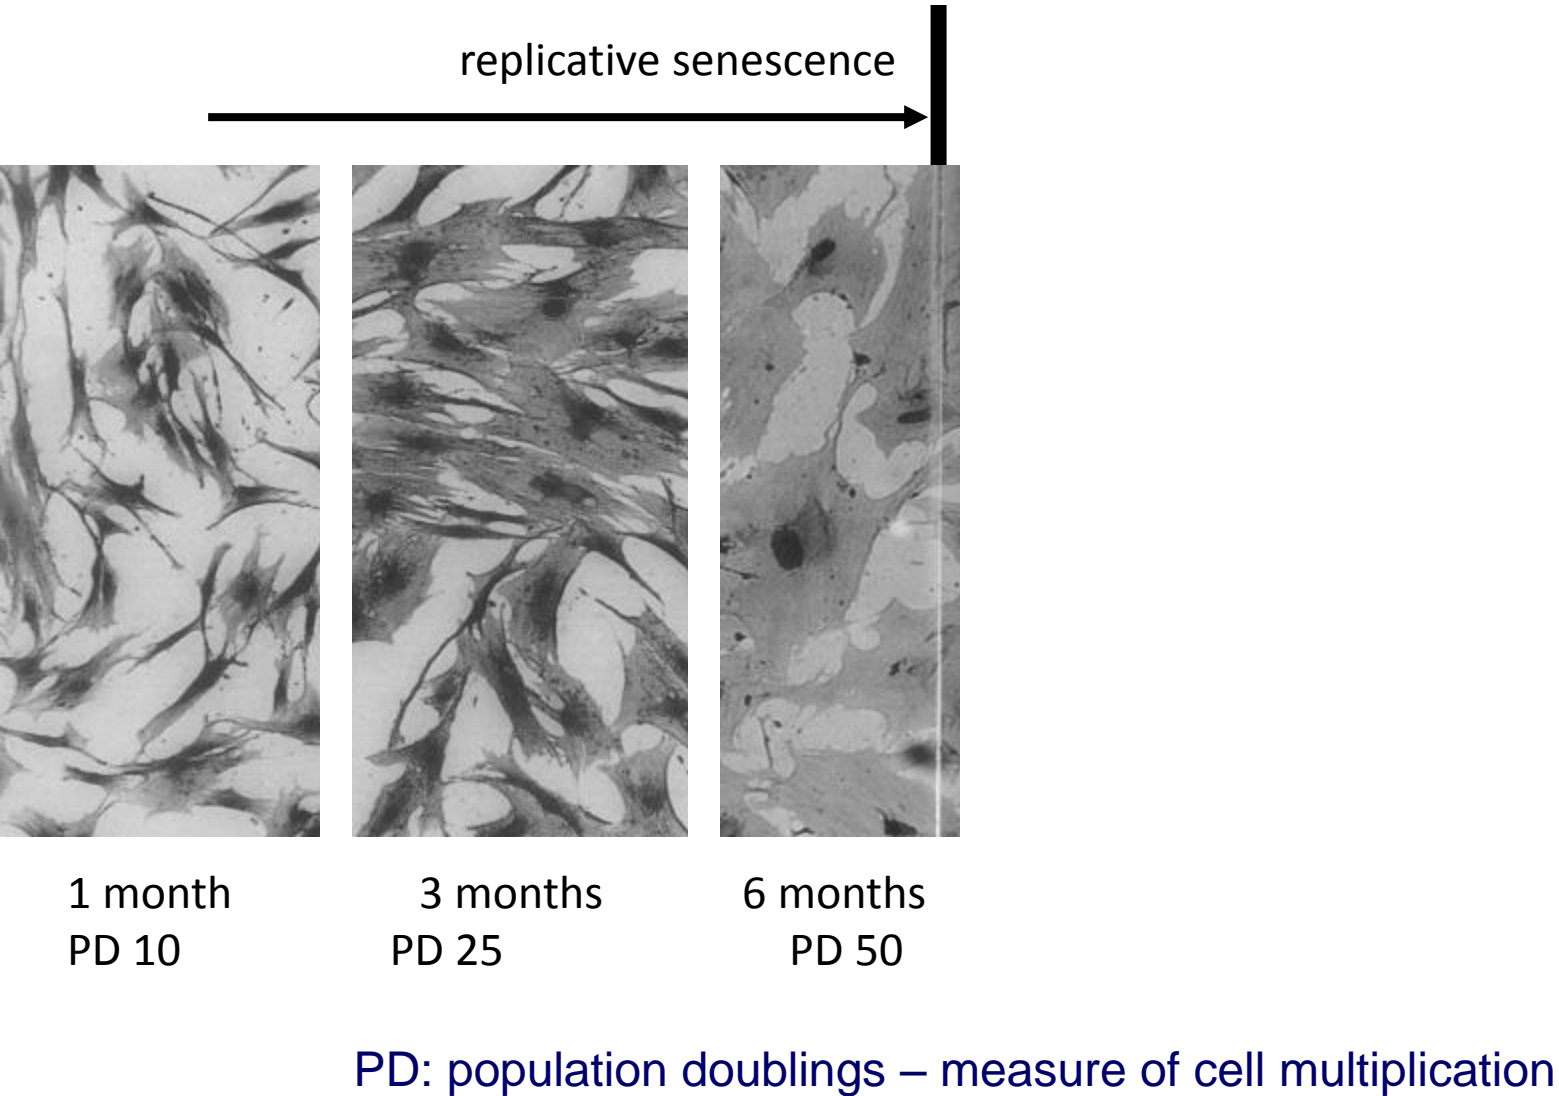 replicative senescence
1 month 3 months 6 months
PD 10 PD 25 PD 50
PD: population doublings – measure of cell multiplication